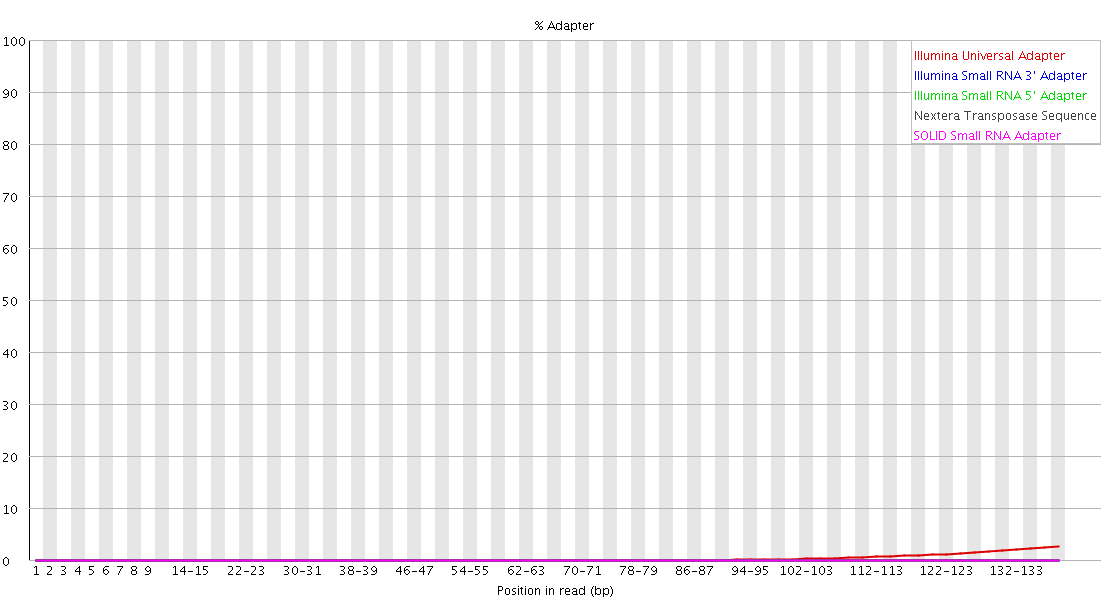 % Adapter
100
90
80
70
60
50
40
30
20
10
0
Illumina Universal Adapter
Illumina Small RNA 3' Adapter
Illumina Small RNA 5' Adapter
Nextera Transposase Sequence
SOLID Small RNA Adapter
1 2 3 4 5 6 7 8 9 14-15 22-23 30-31 38-39 46-47 54-55 62-63 70-71 78-79 86-87 94-95 102-103 112-113 122-123 132-133
Position in read (bp)